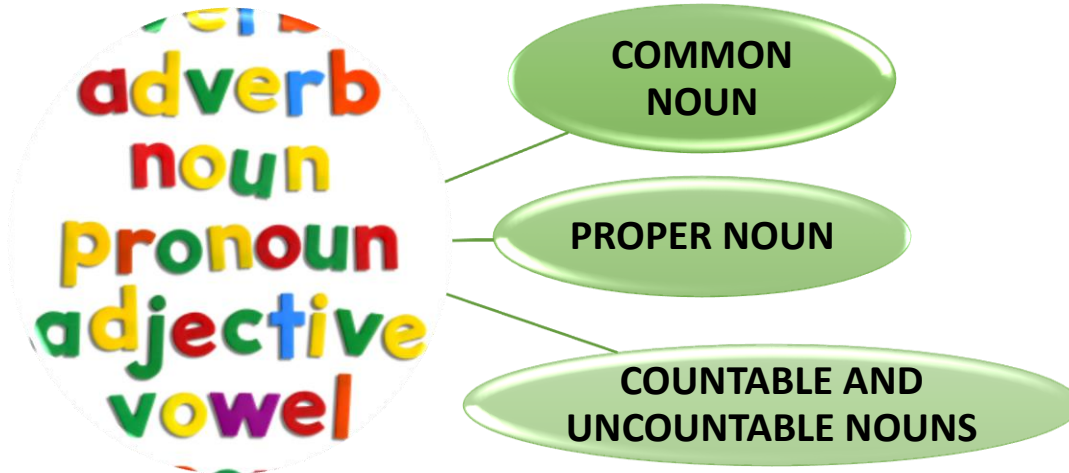 adverb
noun
pronoun
adjective
vowel
COMMON
NOUN
PROPER NOUN
COUNTABLE AND
UNCOUNTABLE NOUNS